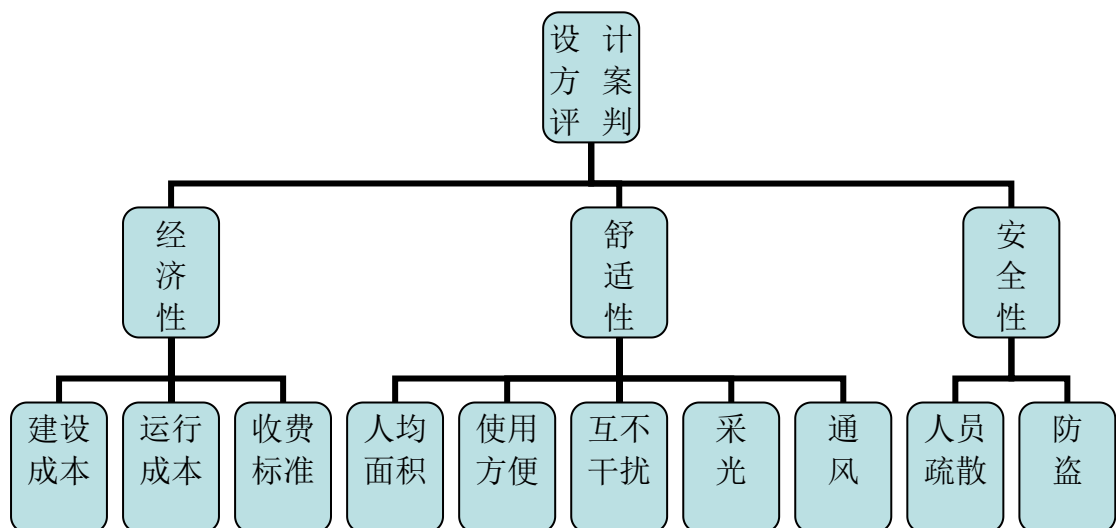 设计
方案
评判
经
济
性
舒
适
性
安
全
性
建设
成本
运行
成本
收费
标准
人均
面积
使用
方便
互不
干扰
采
光
通
风
人员
疏散
防
盗